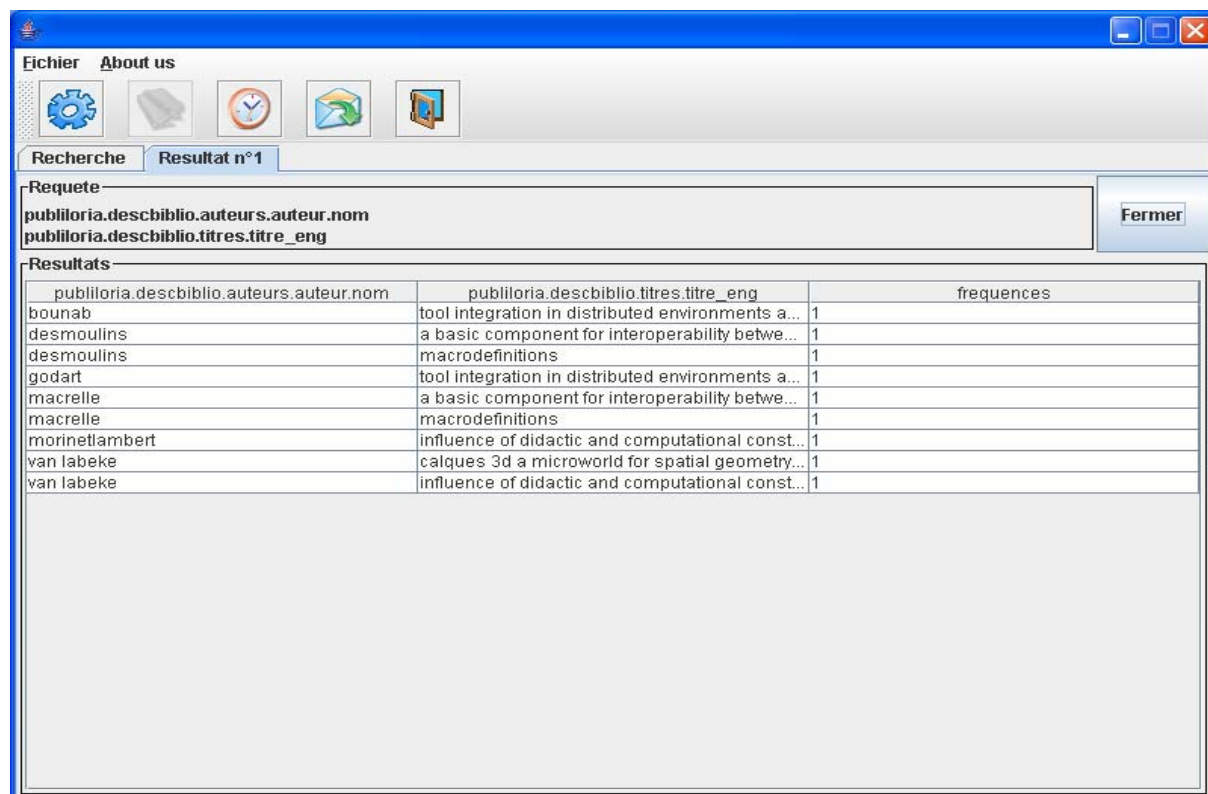 Fichier About us
Recherche Resultat n°1
Requete
publiloria.descbiblio.auteurs.auteur.nom
publiloria.descbiblio.titres.titre_eng
Fermer
Resultats
publiloria.descbiblio.auteurs.auteur.nom publiloria.descbiblio.titres.titre_eng frequences
bounab tool integration in distributed environments a... 1
desmoulins a basic component for interoperability betwe... 1
desmoulins macrodefinitions 1
godart tool integration in distributed environments a... 1
macrelle a basic component for interoperability betwe... 1
macrelle macrodefinitions 1
morinetlambert influence of didactic and computational const... 1
van labeke calques 3d a microworld for spatial geometry... 1
van labeke influence of didactic and computational const... 1